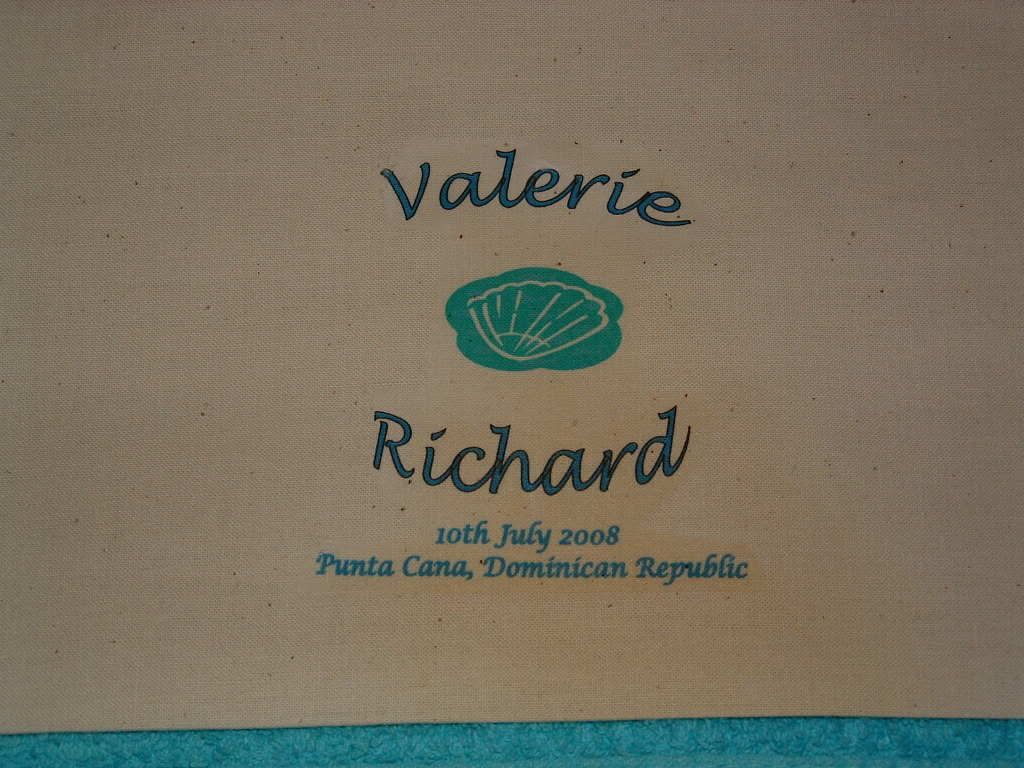 Valerie
Richard
10th July 2008
Punta Cana, Dominican Republic